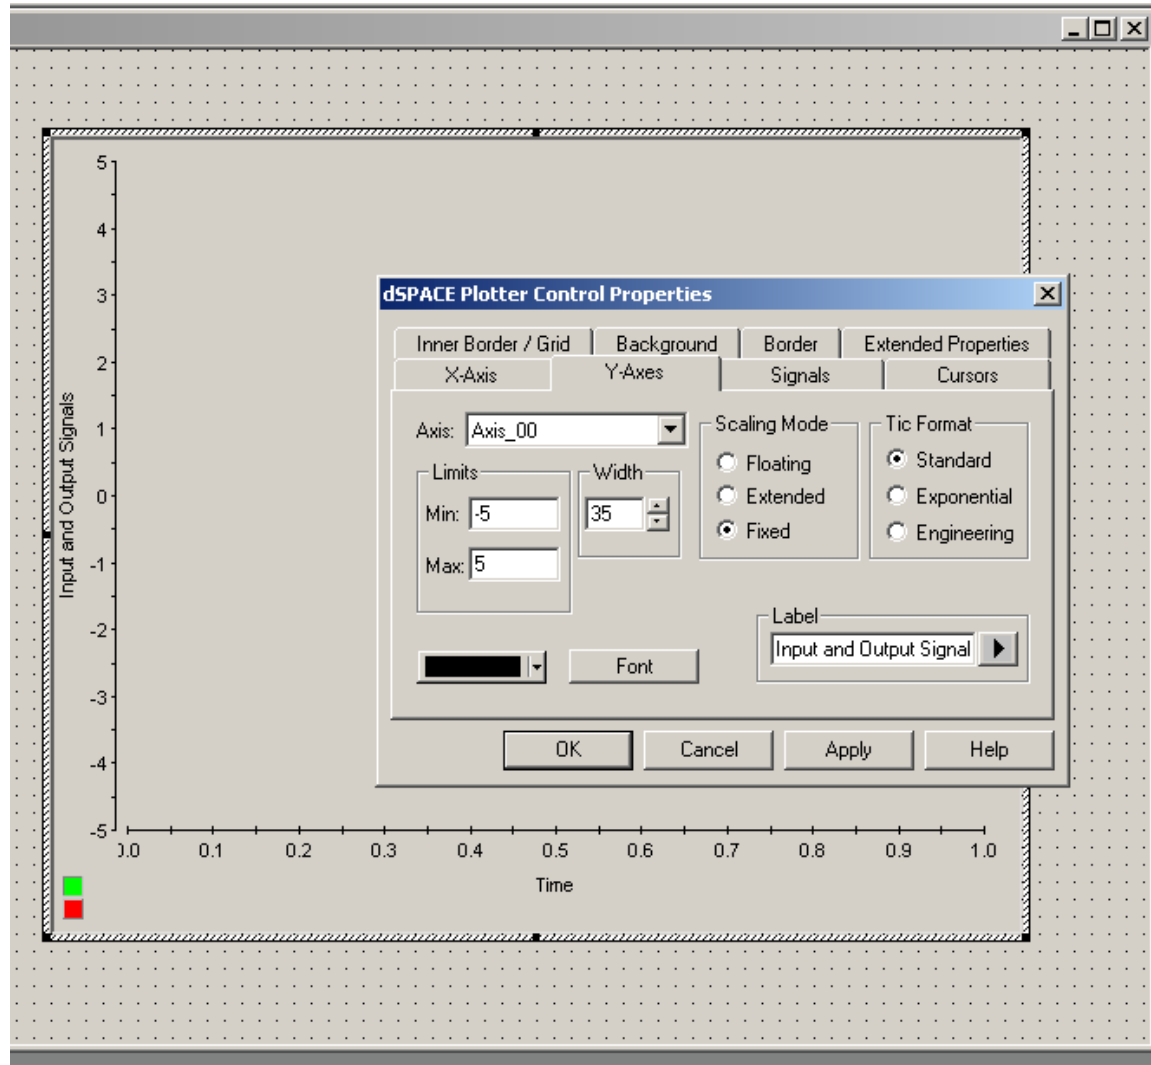 5
4
3
2
1
0
-1
-2
-3
-4
-5
Input and Output Signals
0.1 0.2 0.3 0.4 0.5 0.6 0.7 0.8 0.9 1.0
Time
dSPACE Plotter Control Properties
Inner Border / Grid Background Border Extended Properties
X-Axis Y-Axes Signals Cursors
Axis: Axis_00
Limits
Min: -5
Max: 5
Width
35
Scaling Mode
Floating
Extended
Fixed
Tic Format
Standard
Exponential
Engineering
Label
Input and Output Signal
Font
OK Cancel Apply Help